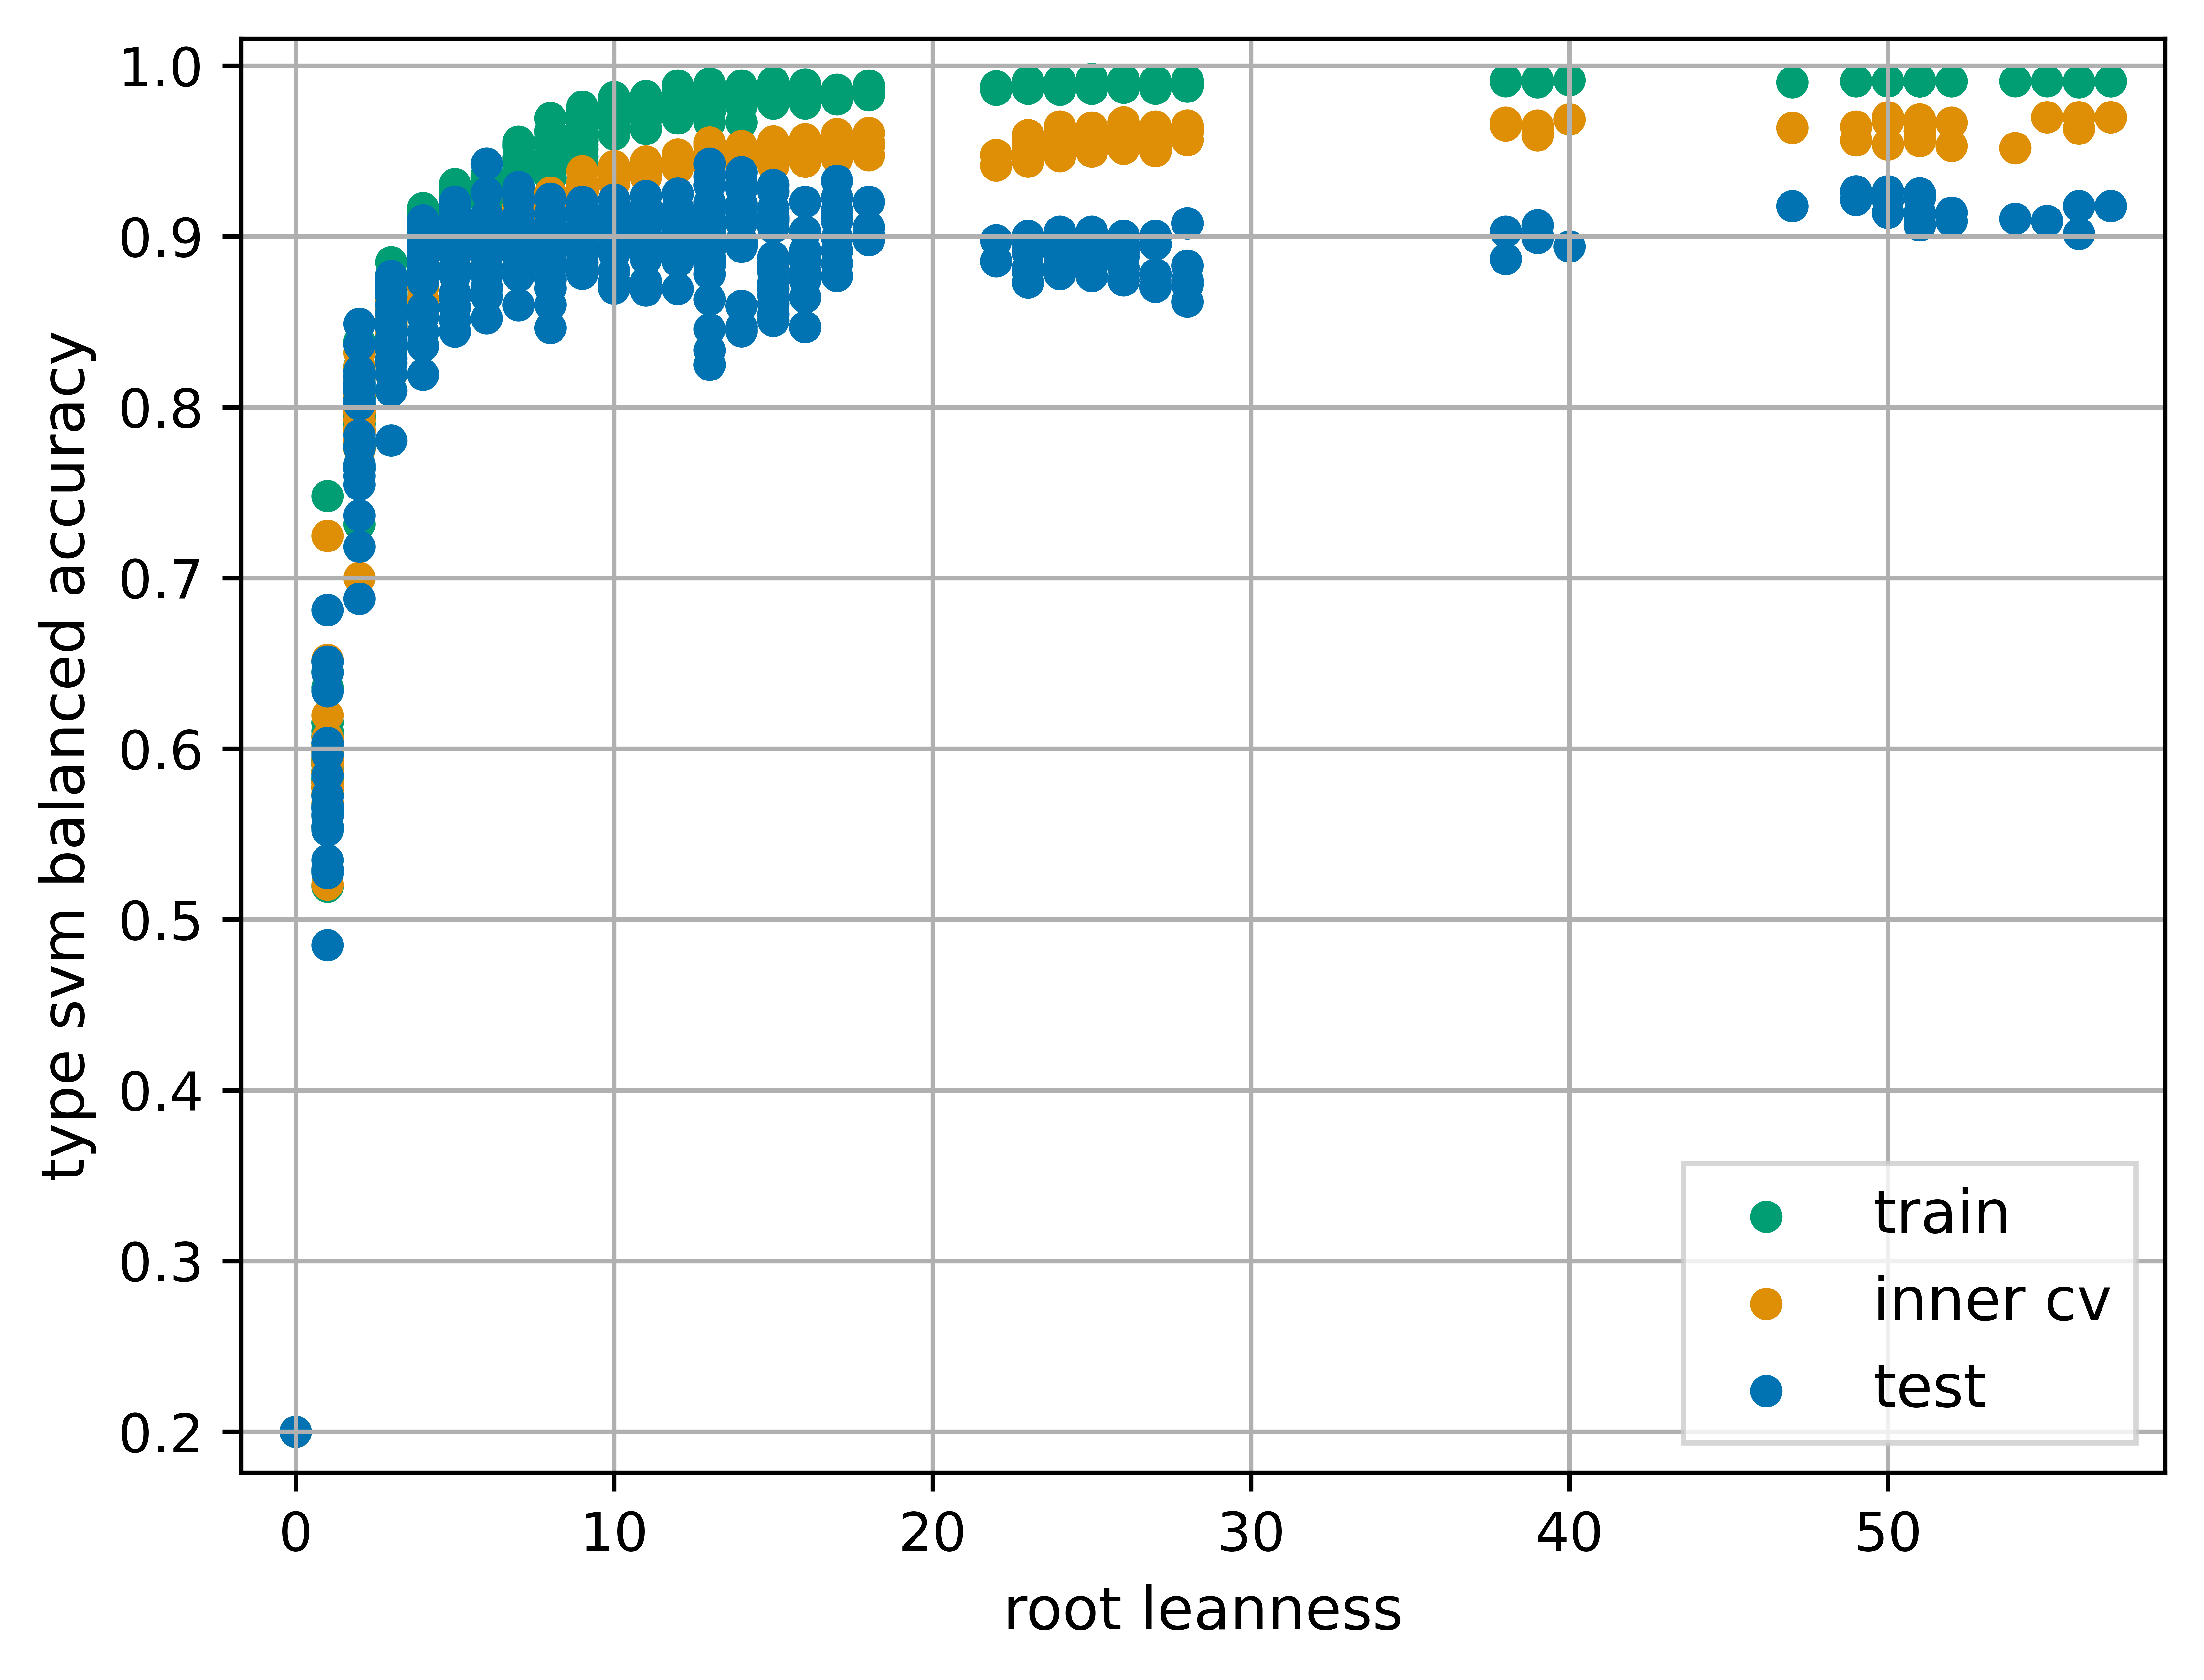 1.0
0.9
0.8
0.7
0.6
0.5
0.4
0.3
0.2
type svm balanced accuracy
train
inner cv
test
0 10 20 30 40 50
root leanness